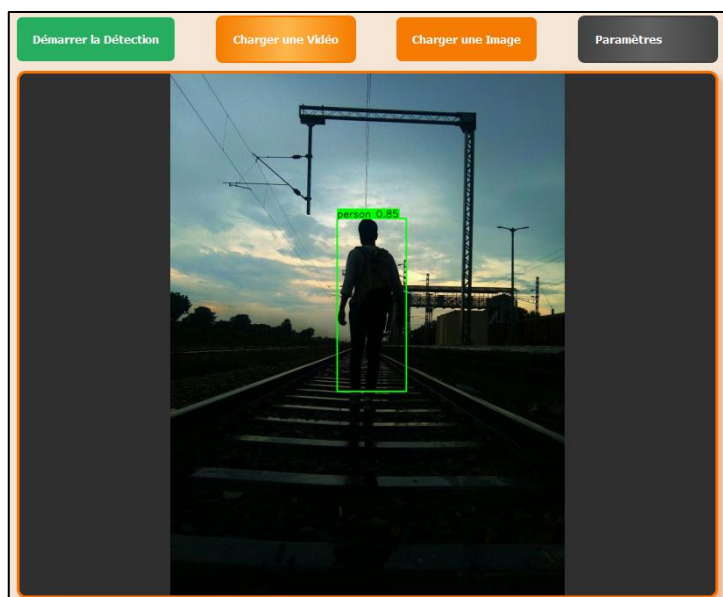 Démarrer la Détection
Charger une Vidéo
Charger une Image
Paramètres
person 0.85